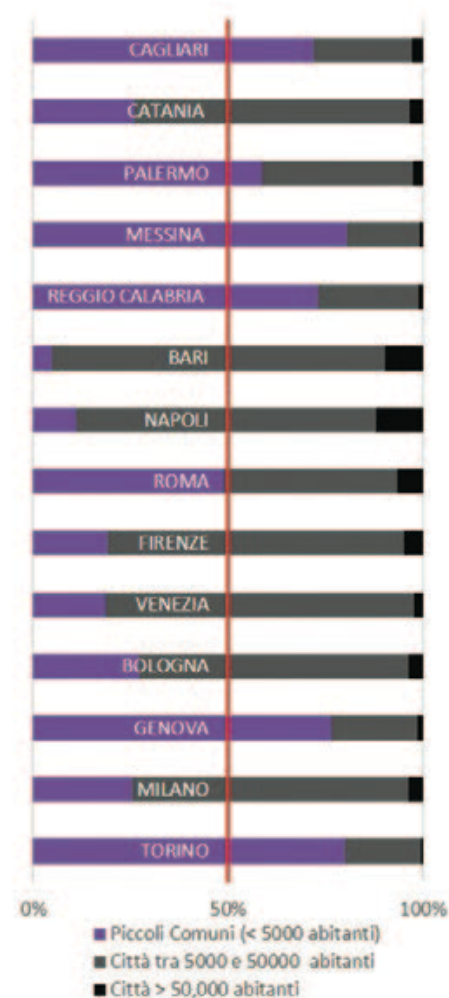 CAGLIARI
CATANIA
PALERMO
MESSINA
REGGIO CALABRIA
BARI
NAPOLI
ROMA
FIRENZE
VENEZIA
BOLOGNA
GENOVA
MILANO
TORINO
0% 50% 100%
Piccoli Comuni (< 5000 abitanti)
Città tra 5000 e 50000 abitanti
Città > 50,000 abitanti